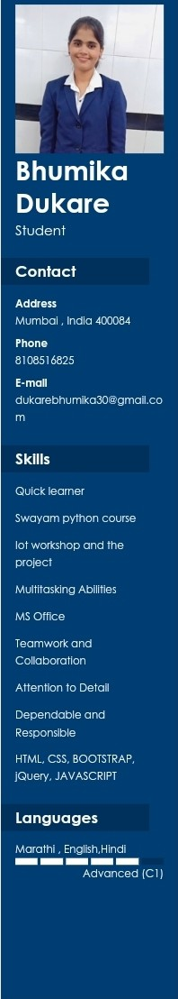 Bhumika
Dukare
Student
Contact
Address
Mumbai , India 400084
Phone
8108516825
E-mail
dukarebhumika30@gmail.co
m
Skills
Quick learner
Swayam python course
Iot workshop and the
project
Multitasking Abilities
MS Office
Teamwork and
Collaboration
Attention to Detail
Dependable and
Responsible
HTML, CSS, BOOTSTRAP,
jQuery, JAVASCRIPT
Languages
Marathi , English,Hindi
Advanced (C1)